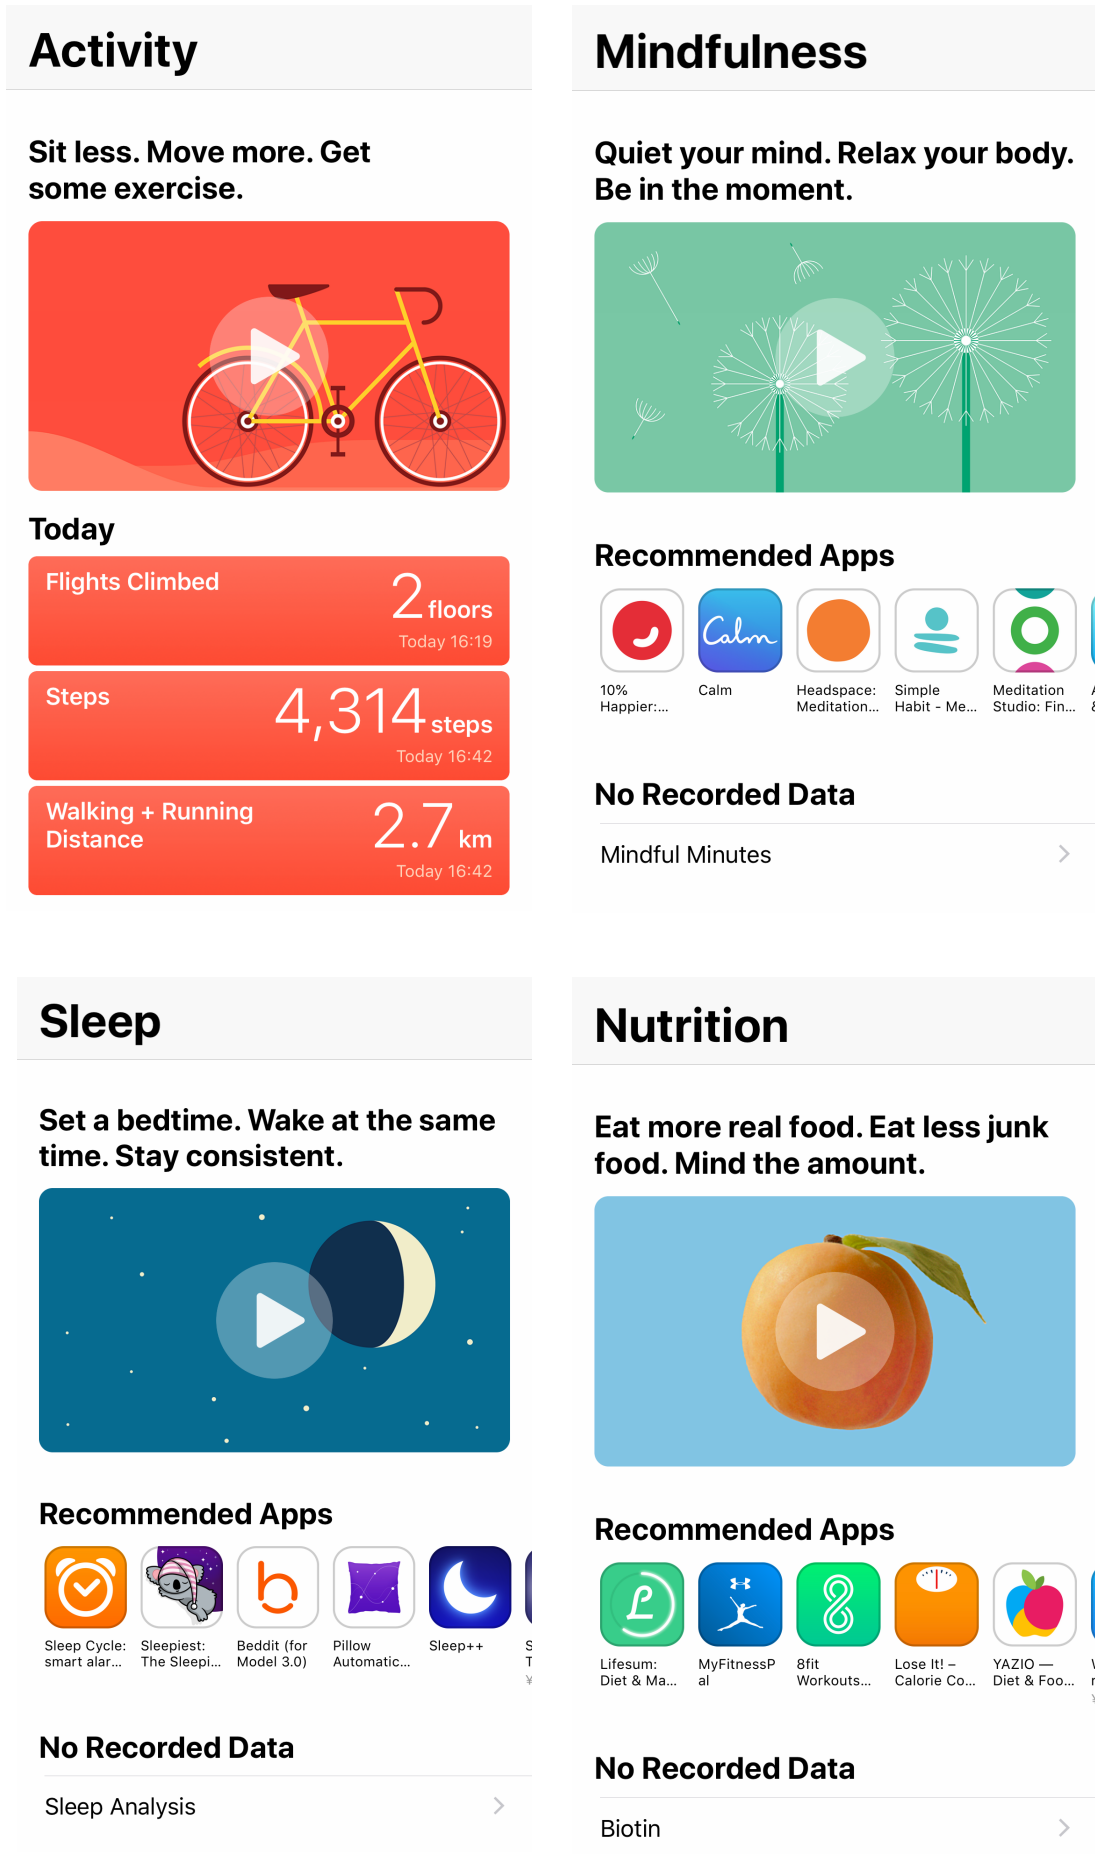 Activity
Sit less. Move more. Get
some exercise.
Today
Flights Climbed
2 floors
Today 16:19
Steps
4,314 steps
Today 16:42
Walking + Running
Distance
2.7 km
Today 16:42
Mindfulness
Quiet your mind. Relax your body.
Be in the moment.
Recommended Apps
Calm
10%
Happier:...
Calm
Headspace:
Meditation...
Simple
Habit - Me...
Meditation
Studio: Fin...
No Recorded Data
Mindful Minutes
Sleep
Set a bedtime. Wake at the same
time. Stay consistent.
Recommended Apps
Sleep Cycle:
smart alar...
Sleepiest:
The Sleepi...
Beddit (for
Model 3.0)
Pillow
Automatic...
Sleep++
No Recorded Data
Sleep Analysis
Nutrition
Eat more real food. Eat less junk
food. Mind the amount.
Recommended Apps
Lifesum:
Diet & Ma...
MyFitnessP
al
8fit
Workouts...
Lose It! –
Calorie Co...
YAZIO —
Diet & Foo...
No Recorded Data
Biotin